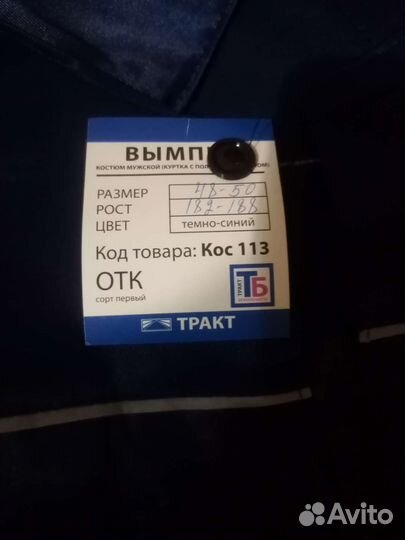 ВЫМП
КОСТЮМ МУЖСКОЙ (КУРТКА С
РАЗМЕР 48-50
РОСТ 182-188
ЦВЕТ темно-синий
Код товара: Кос 113
ОТК
сорт первый
ТРАКТ ТБ
ТРАКТ
Avito